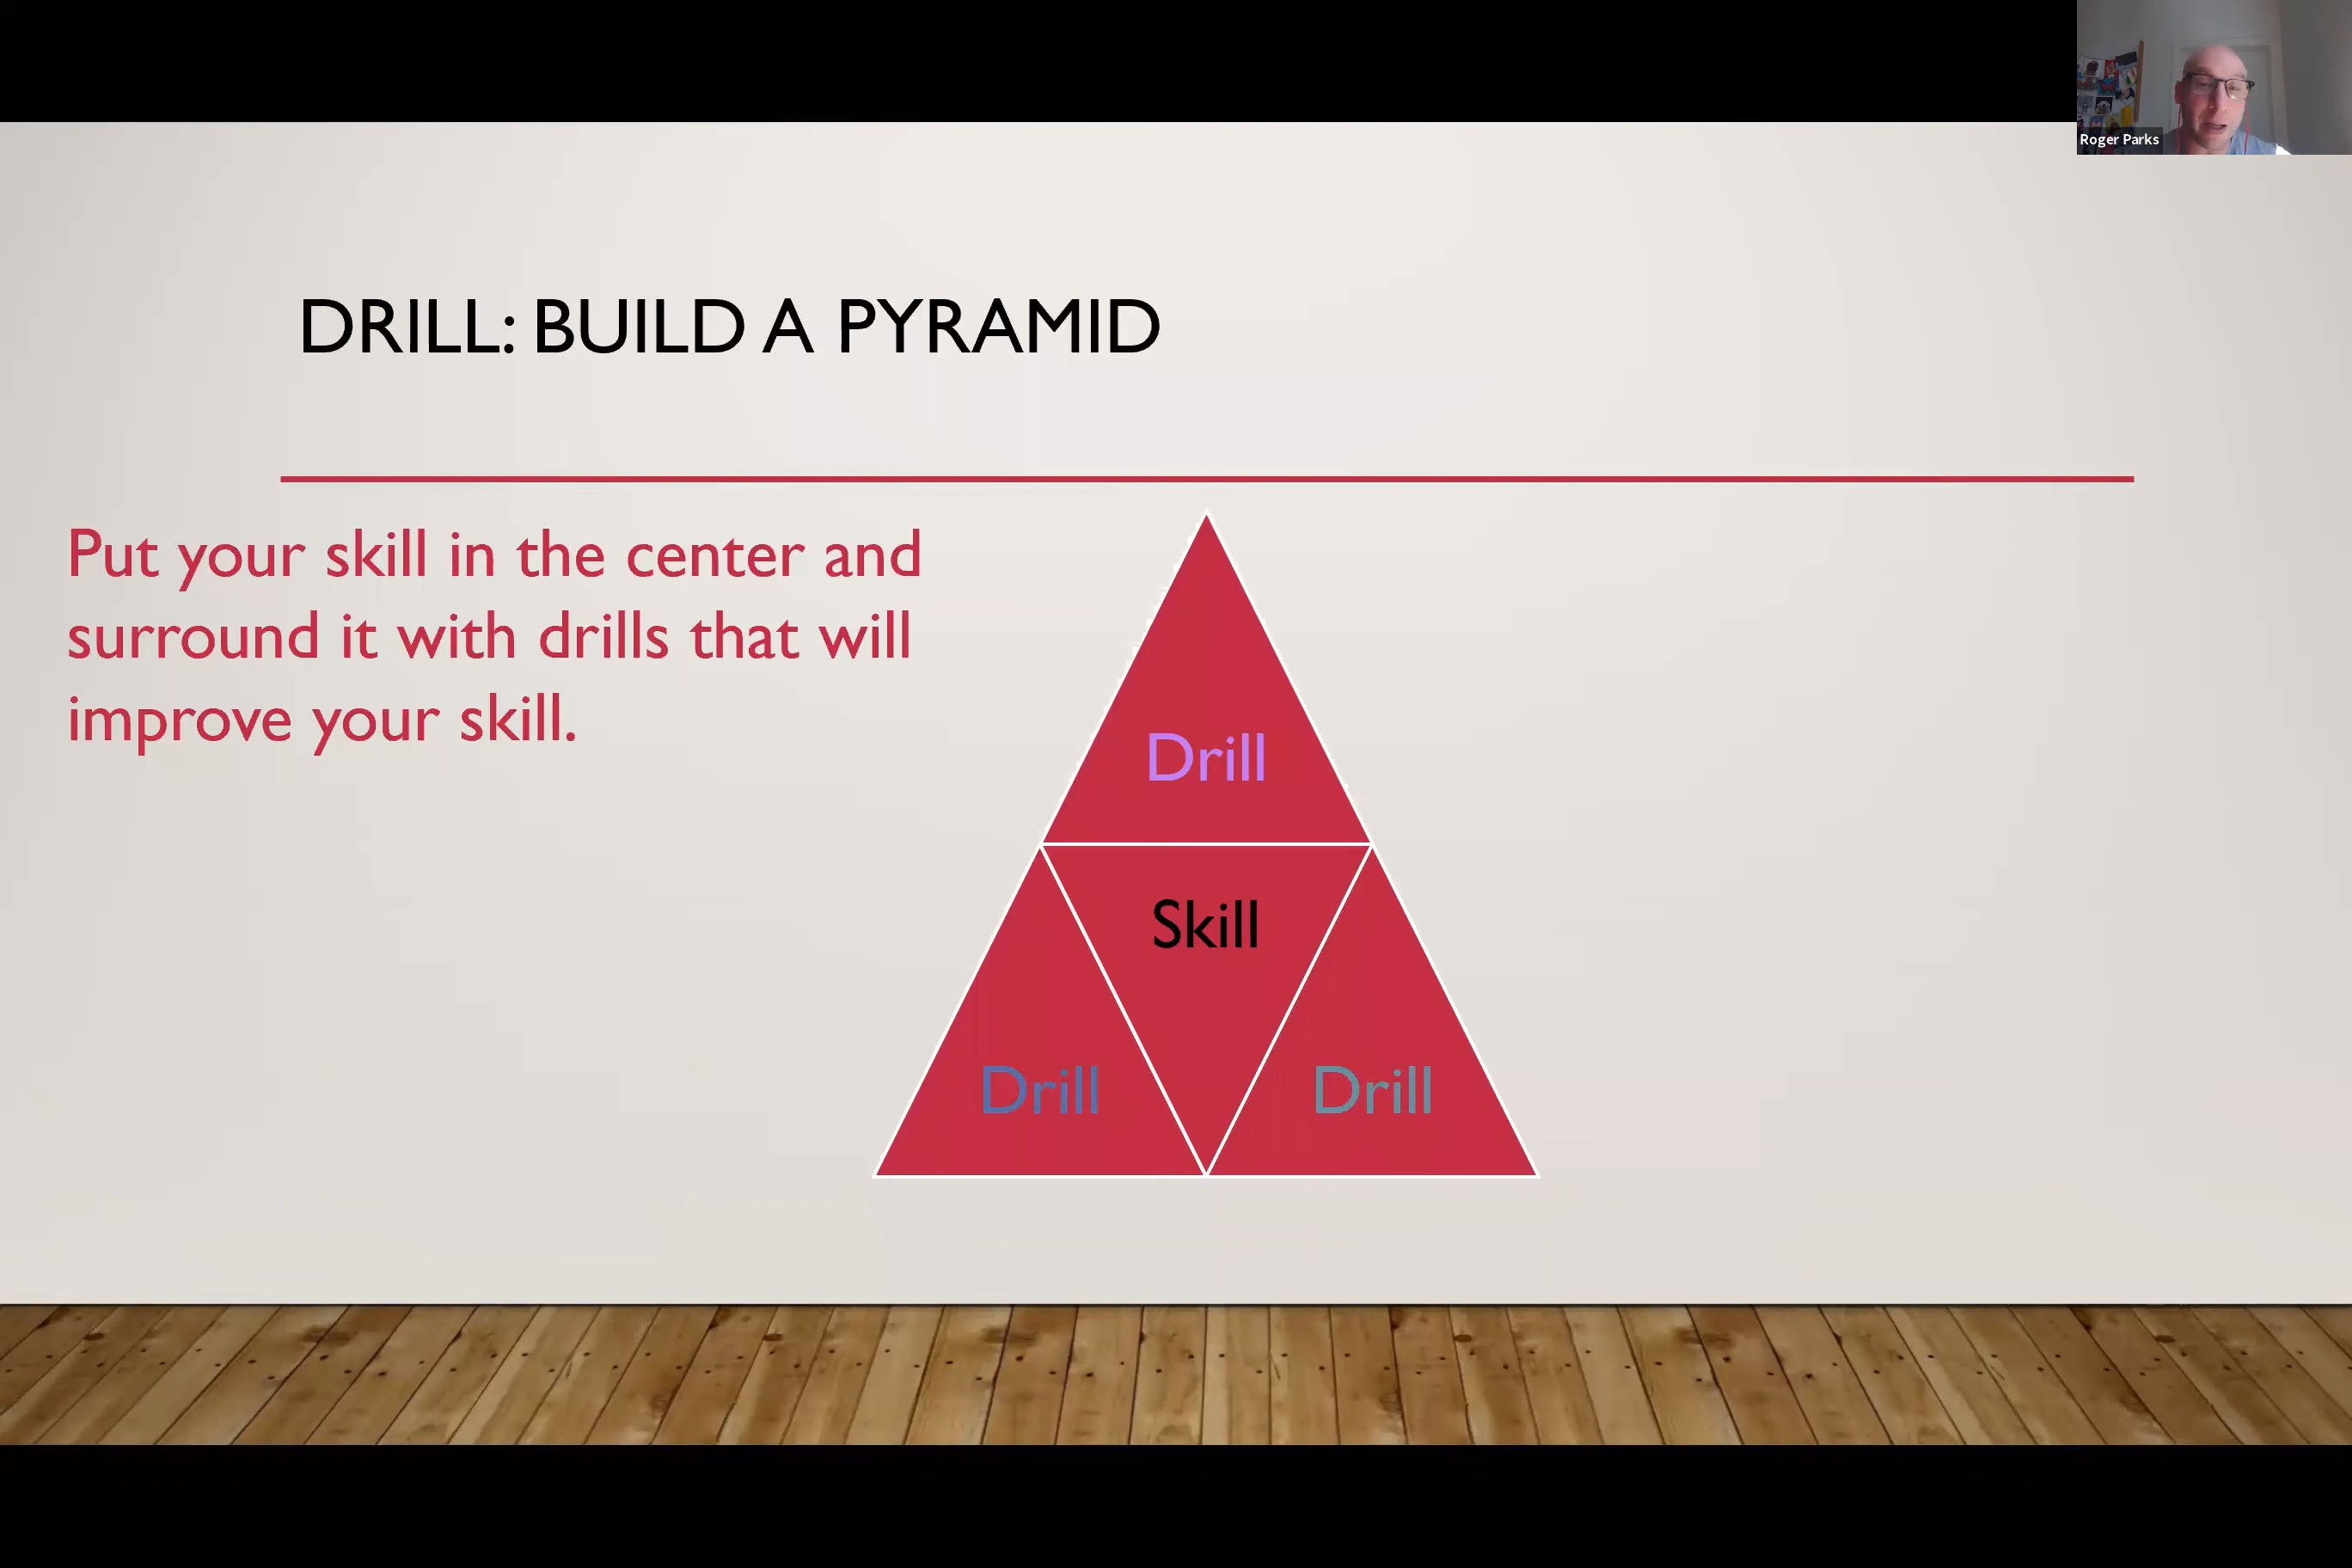 Roger Parks
DRILL: BUILD A PYRAMID
Put your skill in the center and
surround it with drills that will
improve your skill.
Drill
Skill
Drill
Drill